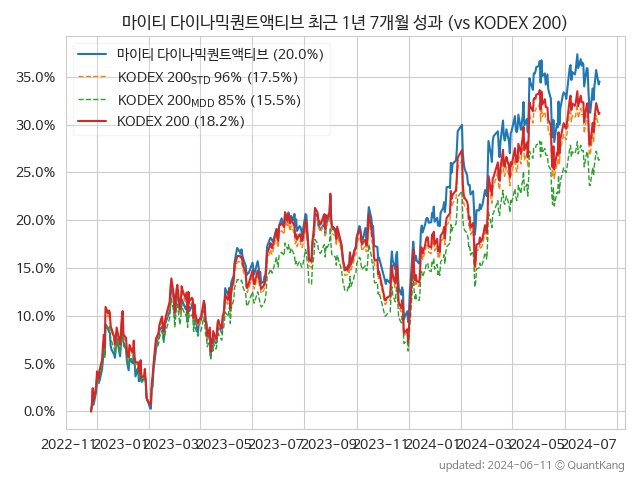 마이티 다이나믹퀀트액티브 최근 1년 7개월 성과 (vs KODEX 200)
마이티 다이나믹퀀트액티브 (20.0%)
KODEX 200STD 96% (17.5%)
KODEX 200MDD 85% (15.5%)
KODEX 200 (18.2%)
35.0%
30.0%
25.0%
20.0%
15.0%
10.0%
5.0%
0.0%
2022-11 2023-01 2023-03 2023-05 2023-07 2023-09 2023-11 2024-01 2024-03 2024-05 2024-07
updated: 2024-06-11 © QuantKang